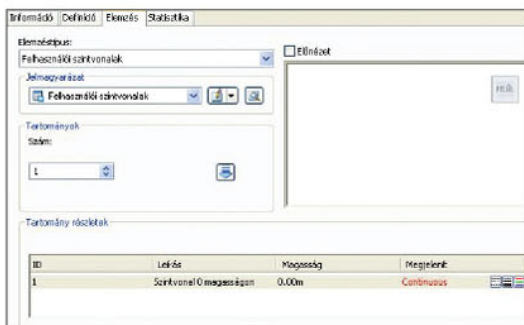 Információ Definíció Elemzés Statisztika
Elemzéstípus:
Felhasználói szintvonalak
Előnézet
Jelmagyarázat
Felhasználói szintvonalak
Tartományok
Szám:
1
Tartomány részletek
ID Leírás Magasság Megjelenít
1 Szintvonal 0 magasságon 0.00m Continuous